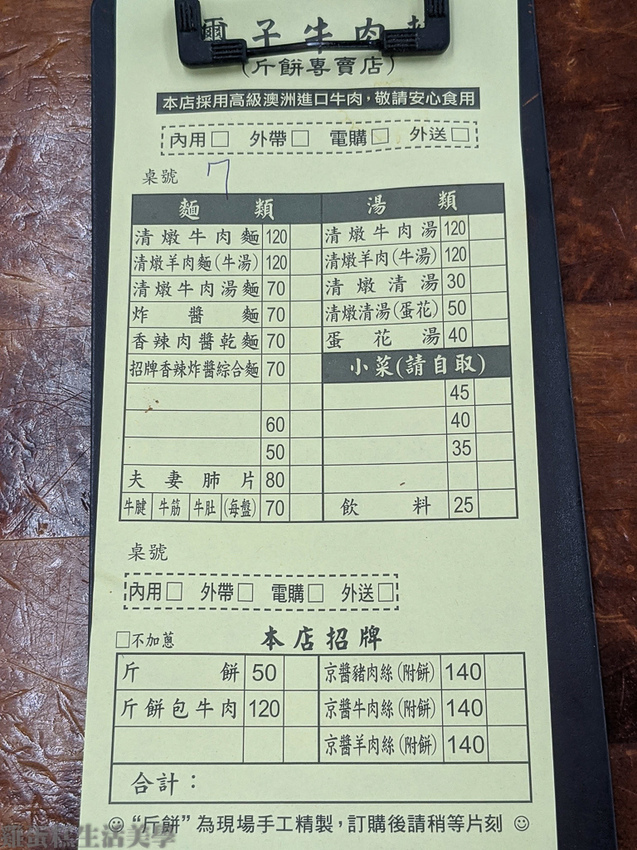 子牛肉
(斤餅專賣店)
本店採用高級澳洲進口牛肉，敬請安心食用
內用□ 外帶□ 電購□ 外送□
桌號 7
麵類
清燉牛肉麵 120
清燉羊肉麵(牛湯) 120
清燉牛肉湯麵 70
炸醬麵 70
香辣肉醬乾麵 70
招牌香辣炸醬綜合麵 70
60
50
夫妻肺片 80
牛腱 牛筋 牛肚 (每盤) 70
湯類
清燉牛肉湯 120
清燉羊肉(牛湯) 120
清燉清湯 30
清燉清湯(蛋花) 50
蛋花湯 40
小菜(請自取)
45
40
35
飲料 25
桌號
內用□ 外帶□ 電購□ 外送□
□不加蔥
本店招牌
斤餅 50
斤餅包牛肉 120
京醬豬肉絲(附餅) 140
京醬牛肉絲(附餅) 140
京醬羊肉絲(附餅) 140
合計：
☺“斤餅”為現場手工精製，訂購後請稍等片刻☺
雞蛋糕生活美學